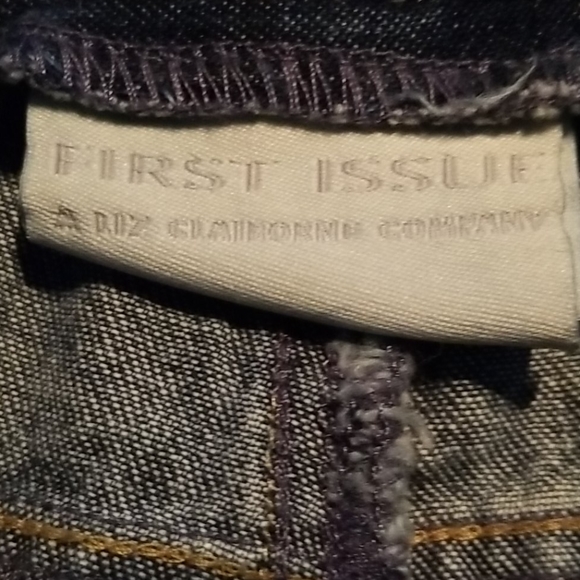 FIRST ISSUE
A LIZ CLAIBORNE COMPANY